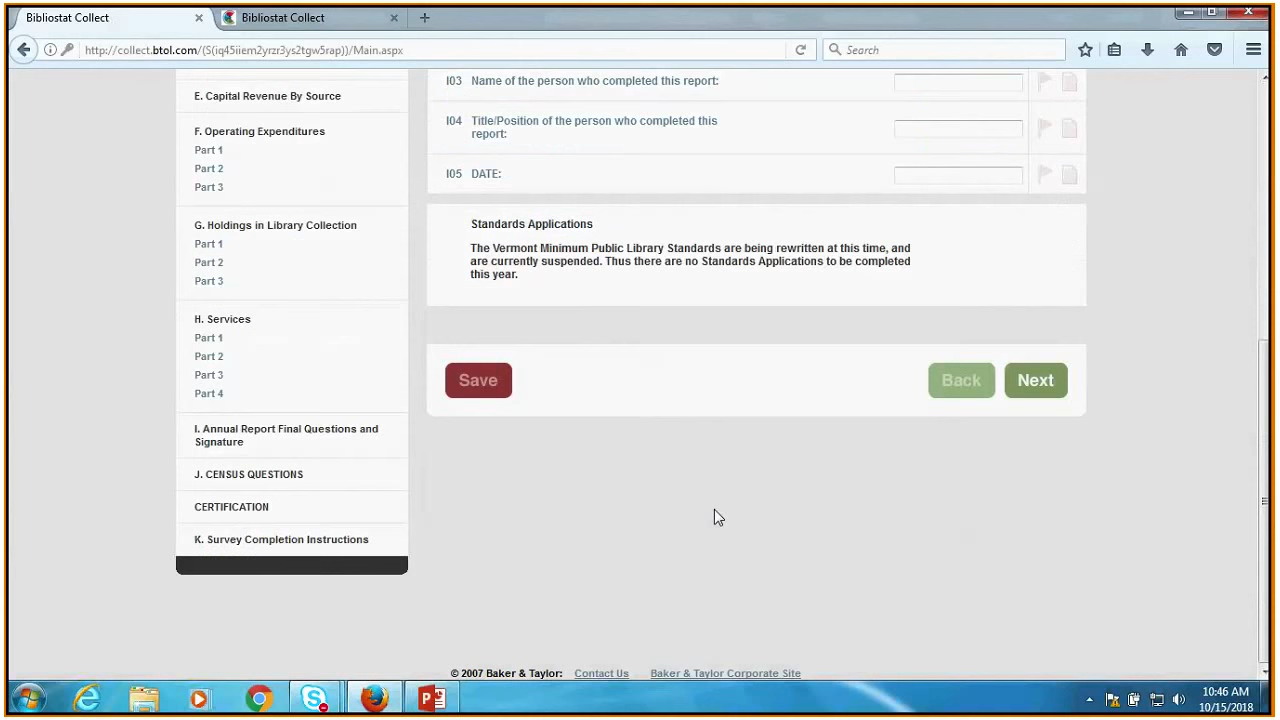 Bibliostat Collect
Bibliostat Collect
http://collect.btol.com/(S(iq45iiem2yrzr3ys2tgw5rap))/Main.aspx
Search
E. Capital Revenue By Source
F. Operating Expenditures
Part 1
Part 2
Part 3
G. Holdings in Library Collection
Part 1
Part 2
Part 3
H. Services
Part 1
Part 2
Part 3
Part 4
I. Annual Report Final Questions and
Signature
J. CENSUS QUESTIONS
CERTIFICATION
K. Survey Completion Instructions
I03 Name of the person who completed this report:
I04 Title/Position of the person who completed this
report:
I05 DATE:
Standards Applications
The Vermont Minimum Public Library Standards are being rewritten at this time, and
are currently suspended. Thus there are no Standards Applications to be completed
this year.
Save
Back
Next
© 2007 Baker & Taylor: Contact Us Baker & Taylor Corporate Site
10:46 AM
10/15/2018